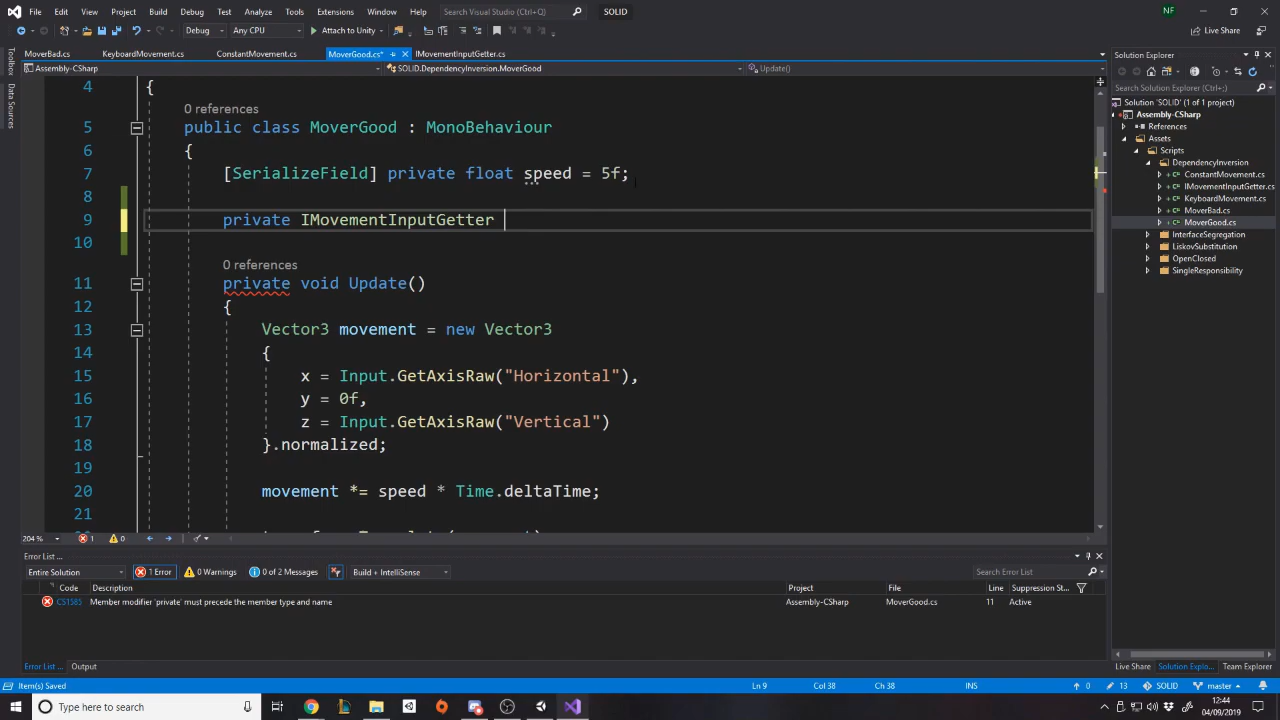 File Edit View Project Build Debug Test Analyze Tools Extensions Window Help Search Visual Studio (Ctrl+Q) SOLID NF
Debug Any CPU Attach to Unity Live Share
MoverBad.cs KeyboardMovement.cs ConstantMovement.cs MoverGood.cs* IMovementInputGetter.cs
Assembly-CSharp SOLID.DependencyInversion.MoverGood Update()
Toolbox
Data Sources
4 {
0 references
5 public class MoverGood : MonoBehaviour
6 {
7 [SerializeField] private float speed = 5f;
8
9 private IMovementInputGetter
10
0 references
11 private void Update()
12 {
13 Vector3 movement = new Vector3
14 {
15 x = Input.GetAxisRaw("Horizontal"),
16 y = 0f,
17 z = Input.GetAxisRaw("Vertical")
18 }.normalized;
19
20 movement *= speed * Time.deltaTime;
21
204 % 1 0
Solution Explorer
Search Solution Explorer (Ctrl+;)
Solution 'SOLID' (1 of 1 project)
Assembly-CSharp
References
Assets
Scripts
DependencyInversion
ConstantMovement.cs
IMovementInputGetter.cs
KeyboardMovement.cs
MoverBad.cs
MoverGood.cs
InterfaceSegregation
LiskovSubstitution
OpenClosed
SingleResponsibility
Live Share Solution Explo... Team Explorer
Error List ...
Entire Solution 1 Error 0 Warnings 0 of 2 Messages Build + IntelliSense Search Error List
Code Description Project File Line Suppression St...
CS1585 Member modifier 'private' must precede the member type and name Assembly-CSharp MoverGood.cs 11 Active
Error List ... Output
Item(s) Saved Ln 9 Col 38 Ch 38 INS 0 13 SOLID master
Type here to search 12:44
04/09/2019